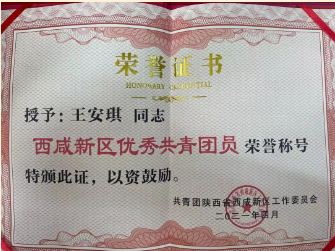 荣誉证书
HONORARY CREDENTIAL
授予：王安琪 同志
西咸新区优秀共青团员 荣誉称号
特颁此证，以资鼓励。
共青团陕西省西咸新区工作委员会
二〇二一年四月